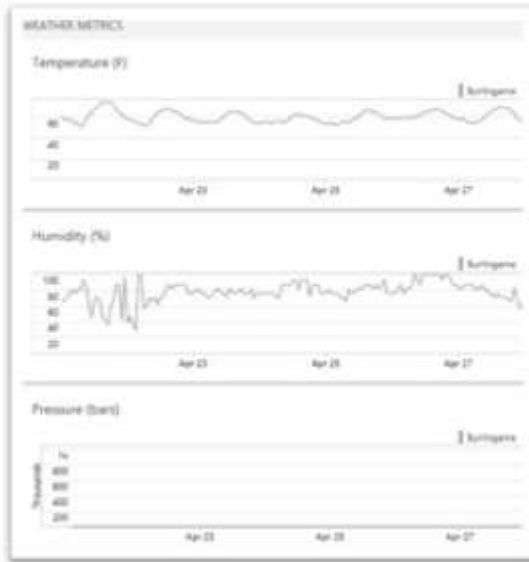 WEATHER METRICS
Temperature (F)
Burlingame
60
40
20
Apr 23
Apr 25
Apr 27
Humidity (%)
Burlingame
100
80
60
40
20
Apr 23
Apr 25
Apr 27
Pressure (bars)
Burlingame
Thousands
800
600
400
200
Apr 23
Apr 25
Apr 27